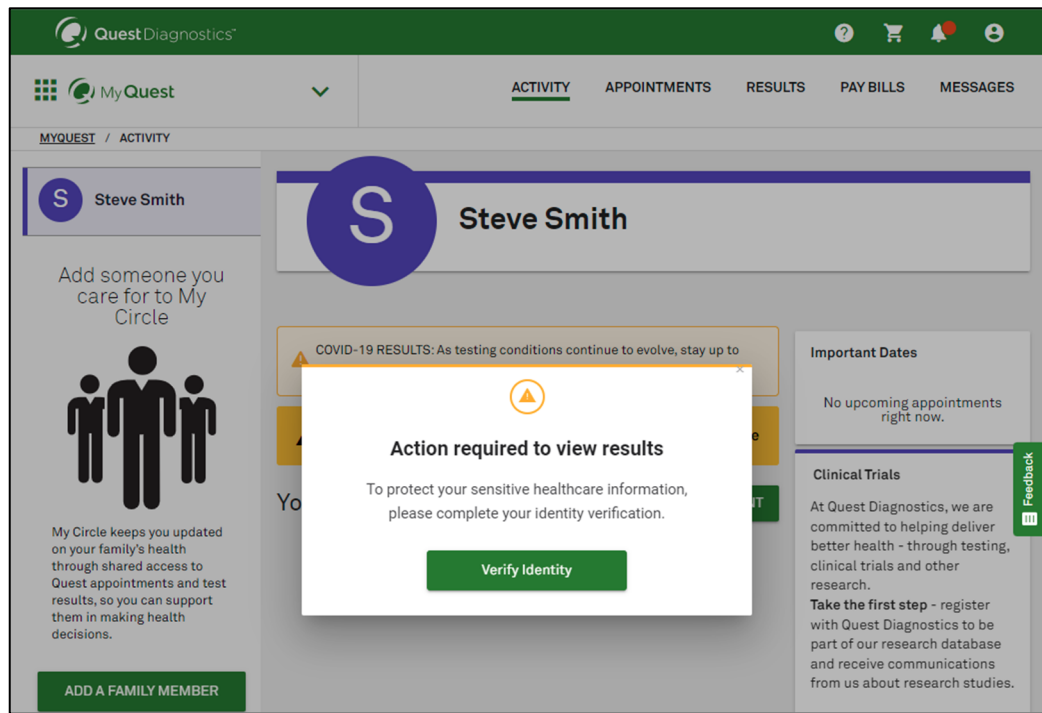 Quest Diagnostics™
MyQuest
ACTIVITY APPOINTMENTS RESULTS PAY BILLS MESSAGES
MYQUEST / ACTIVITY
S Steve Smith
S Steve Smith
Add someone you
care for to My
Circle
My Circle keeps you updated
on your family's health
through shared access to
Quest appointments and test
results, so you can support
them in making health
decisions.
ADD A FAMILY MEMBER
COVID-19 RESULTS: As testing conditions continue to evolve, stay up to
Action required to view results
To protect your sensitive healthcare information,
please complete your identity verification.
Verify Identity
Important Dates
No upcoming appointments
right now.
Clinical Trials
At Quest Diagnostics, we are
committed to helping deliver
better health - through testing,
clinical trials and other
research.
Take the first step - register
with Quest Diagnostics to be
part of our research database
and receive communications
from us about research studies.
Feedback